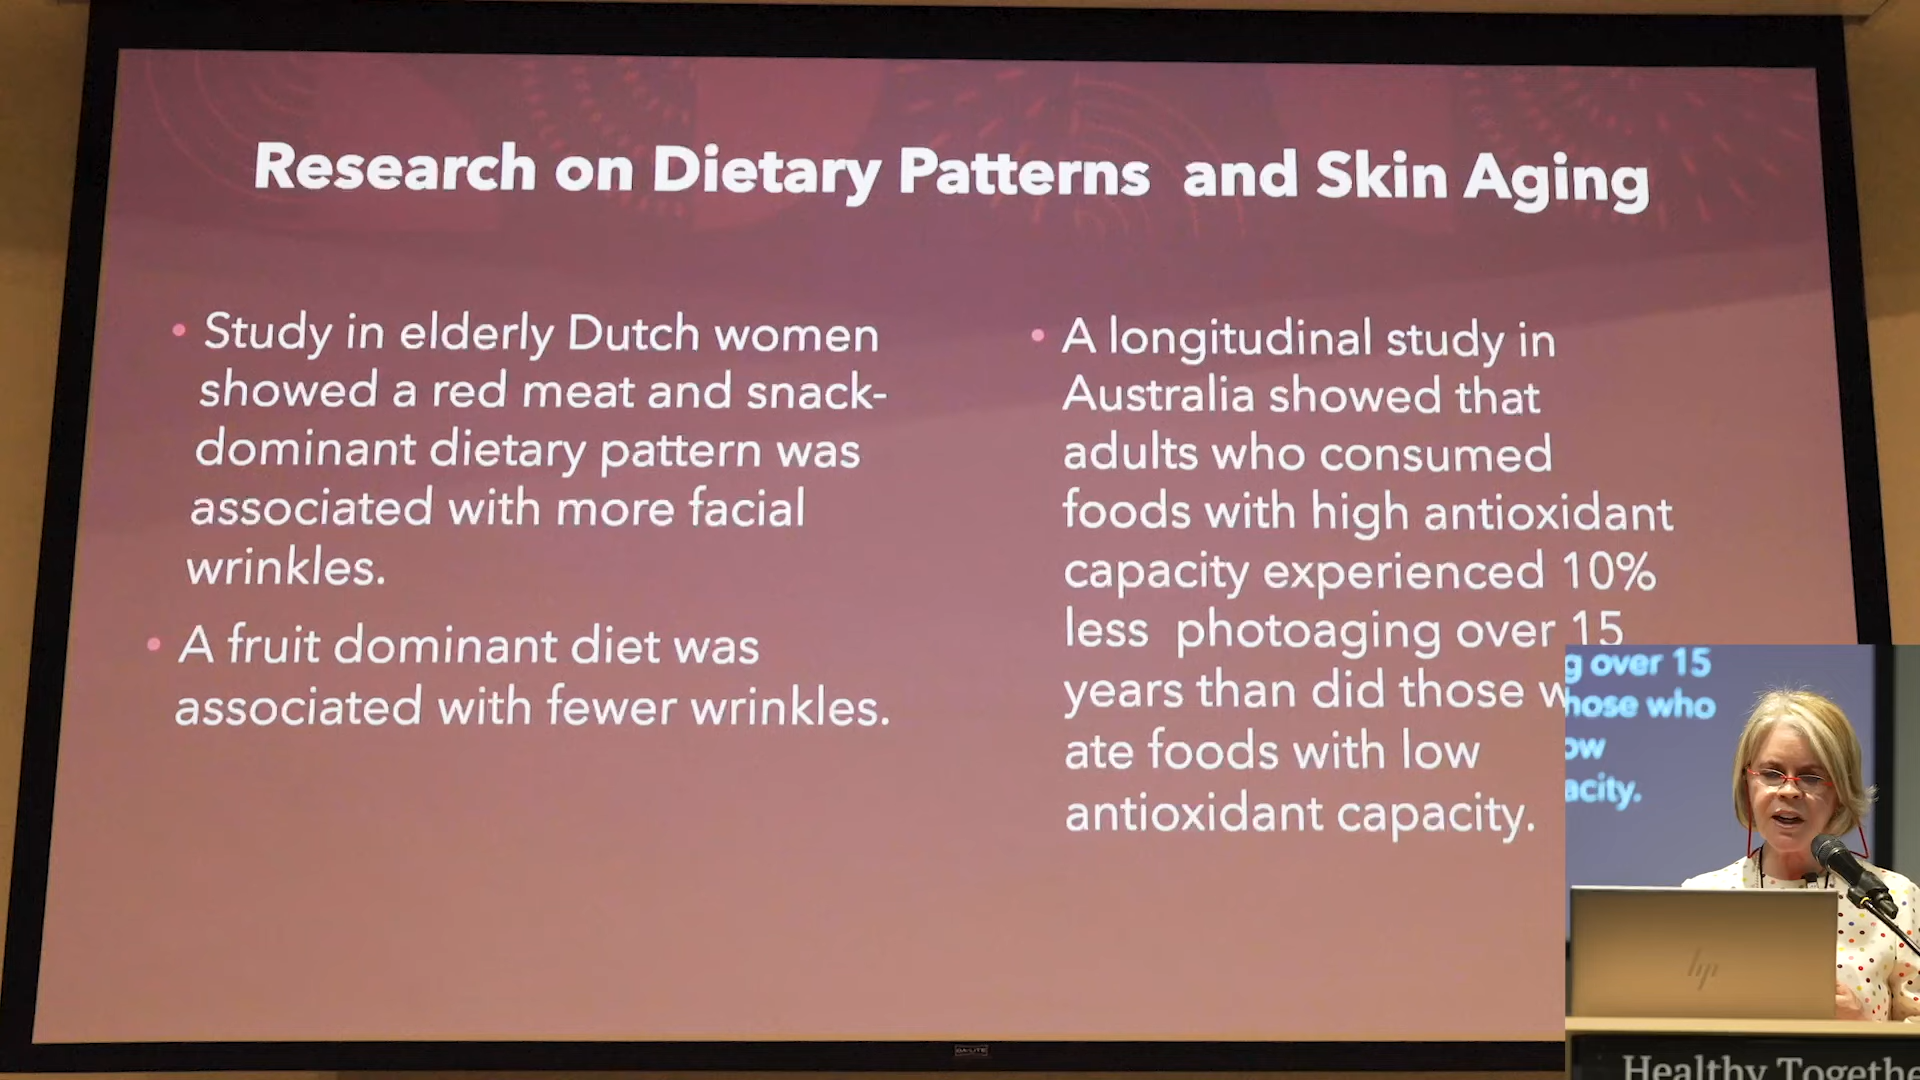 Research on Dietary Patterns and Skin Aging
• Study in elderly Dutch women
showed a red meat and snack-
dominant dietary pattern was
associated with more facial
wrinkles.
• A fruit dominant diet was
associated with fewer wrinkles.
• A longitudinal study in
Australia showed that
adults who consumed
foods with high antioxidant
capacity experienced 10%
less photoaging over 15
years than did those w
ate foods with low
antioxidant capacity.
g over 15
hose who
ow
acity.
hp
Healthy Togethe
DA-LITE